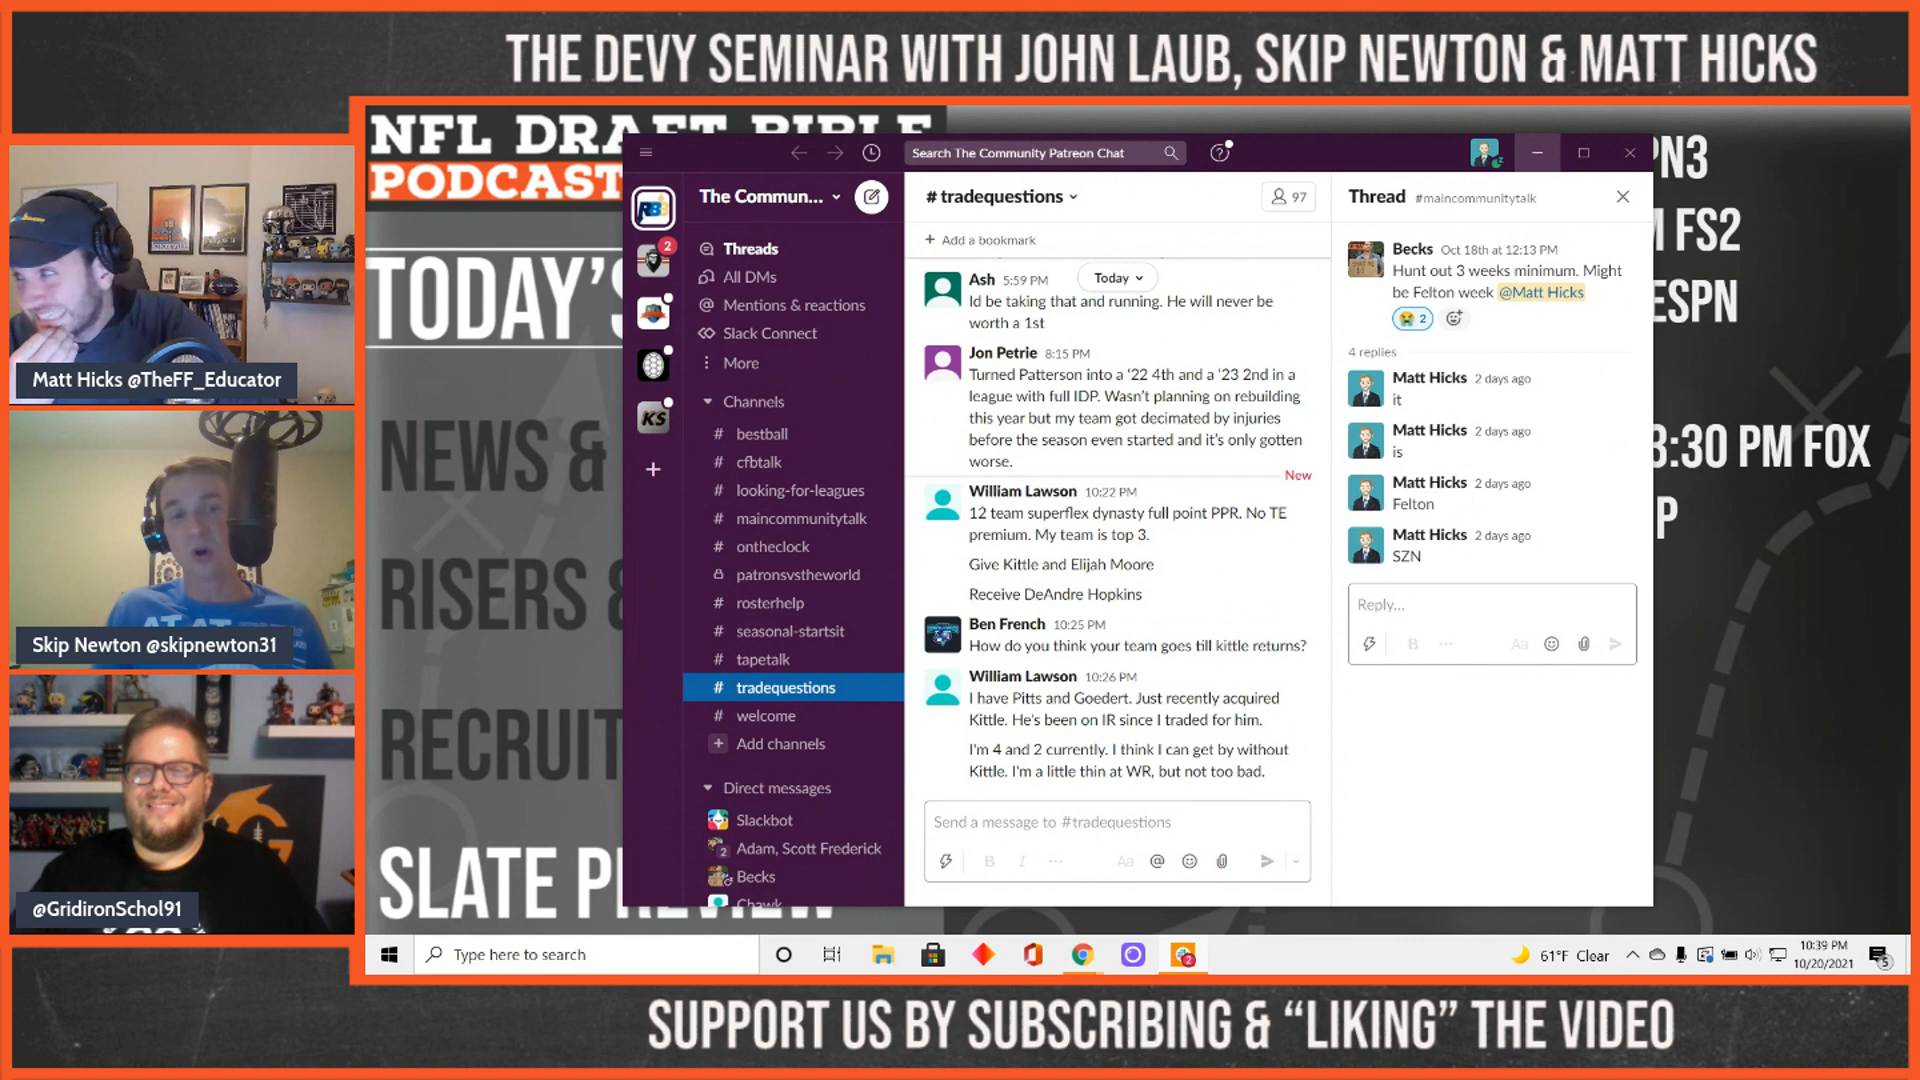 THE DEVY SEMINAR WITH JOHN LAUB, SKIP NEWTON & MATT HICKS
Matt Hicks @TheFF_Educator
Skip Newton @skipnewton31
@GridironSchol91
NFL DRAFT BIBLE
PODCAST
TODAY'S
NEWS &
RISERS &
RECRUIT
SLATE PREVIEW
Search The Community Patreon Chat
The Commun...
Threads
All DMs
Mentions & reactions
Slack Connect
More
Channels
# bestball
# cfbtalk
# looking-for-leagues
# maincommunitytalk
# ontheclock
patronsvstheworld
# rosterhelp
# seasonal-startsit
# tapetalk
# tradequestions
# welcome
+ Add channels
Direct messages
Slackbot
2 Adam, Scott Frederick
Becks
Chawk
2
KS
+
# tradequestions
97
+ Add a bookmark
Today
Ash 5:59 PM
Id be taking that and running. He will never be
worth a 1st
Jon Petrie 8:15 PM
Turned Patterson into a '22 4th and a '23 2nd in a
league with full IDP. Wasn't planning on rebuilding
this year but my team got decimated by injuries
before the season even started and it's only gotten
worse.
New
William Lawson 10:22 PM
12 team superflex dynasty full point PPR. No TE
premium. My team is top 3.
Give Kittle and Elijah Moore
Receive DeAndre Hopkins
Ben French 10:25 PM
How do you think your team goes till kittle returns?
William Lawson 10:26 PM
I have Pitts and Goedert. Just recently acquired
Kittle. He's been on IR since I traded for him.
I'm 4 and 2 currently. I think I can get by without
Kittle. I'm a little thin at WR, but not too bad.
Send a message to #tradequestions
B I ... Aa @
Thread #maincommunitytalk
Becks Oct 18th at 12:13 PM
Hunt out 3 weeks minimum. Might
be Felton week @Matt Hicks
2
4 replies
Matt Hicks 2 days ago
it
Matt Hicks 2 days ago
is
Matt Hicks 2 days ago
Felton
Matt Hicks 2 days ago
SZN
Reply...
B ... Aa
PN3
M FS2
ESPN
8:30 PM FOX
P
Type here to search
2
61°F Clear
10:39 PM
10/20/2021
5
SUPPORT US BY SUBSCRIBING & "LIKING" THE VIDEO